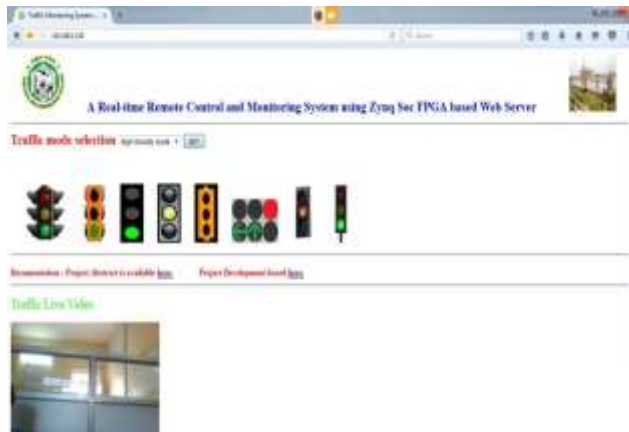 A Real-time Remote Control and Monitoring System using Zynq Soc FPGA based Web Server
Traffic mode selection
Documentation : Project Abstract is available here. Project Development board here.
Traffic Live Video